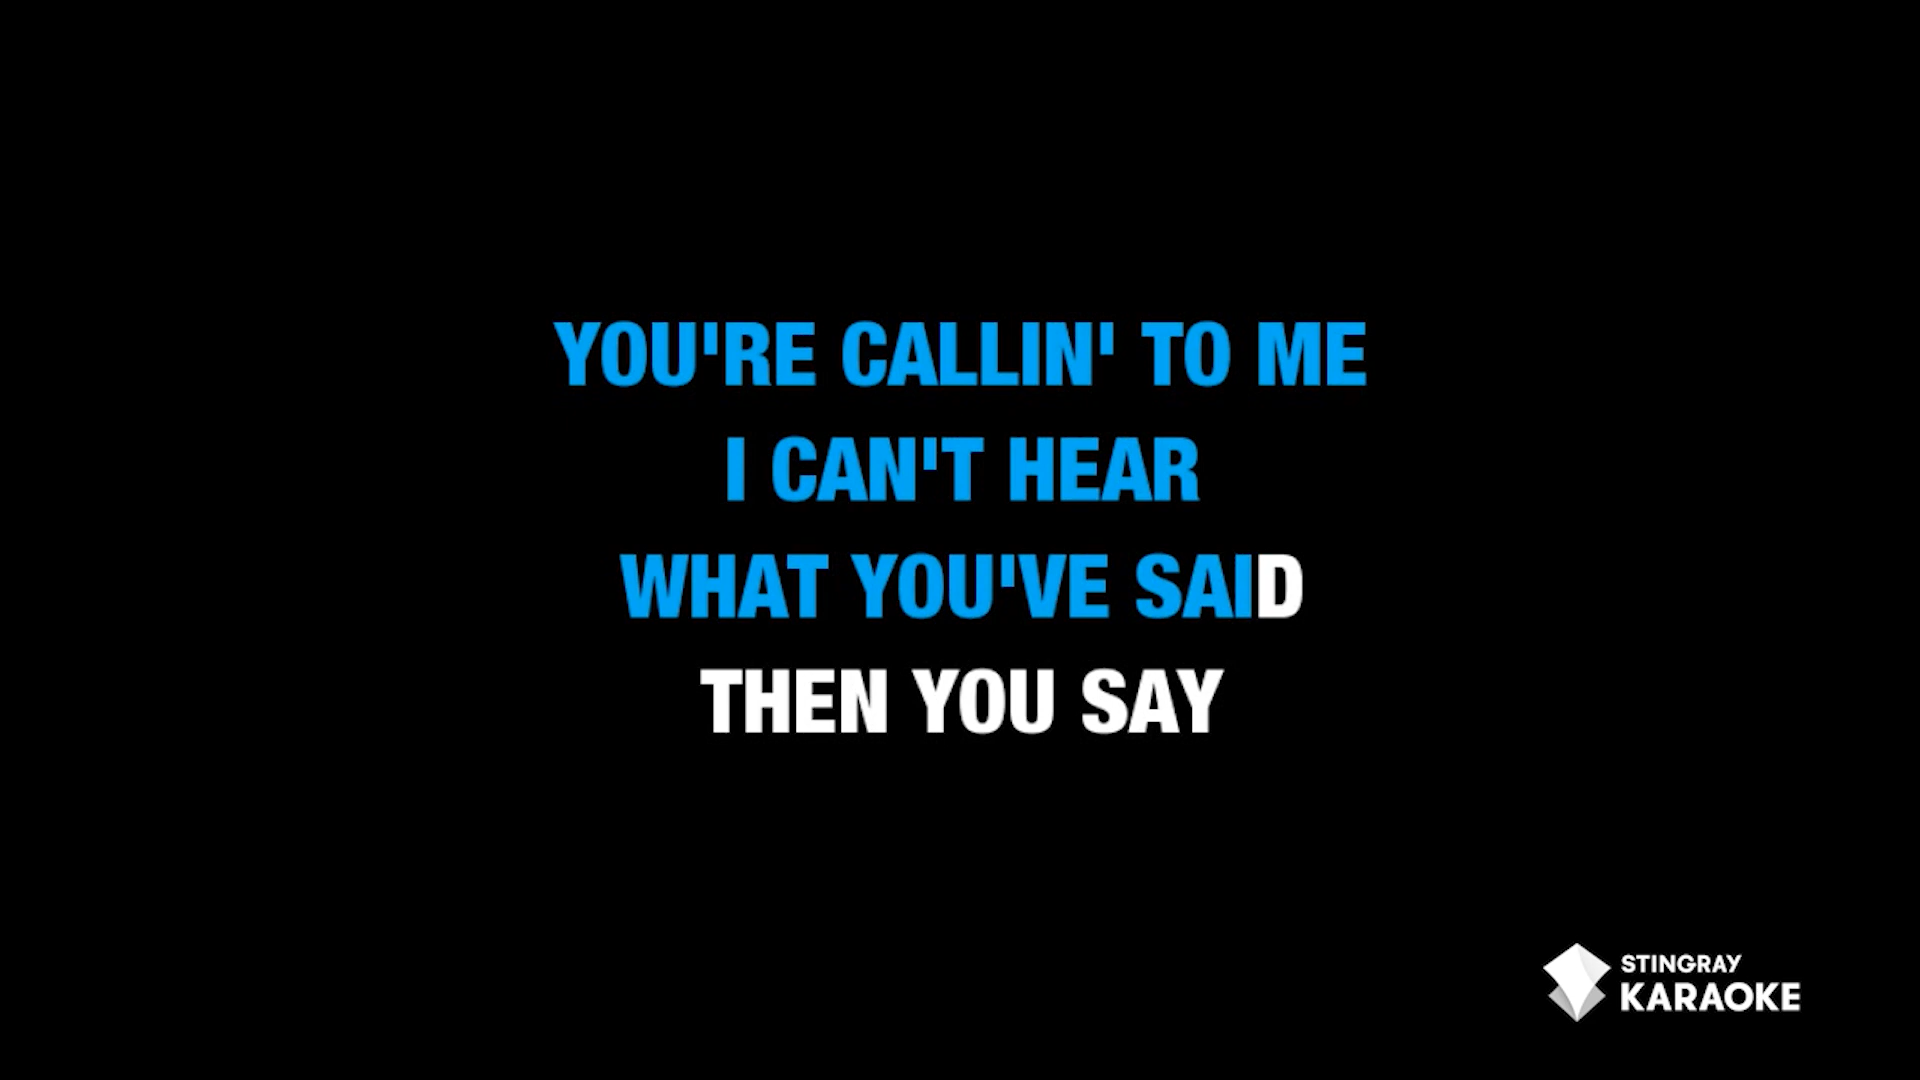 YOU'RE CALLIN' TO ME
I CAN'T HEAR
WHAT YOU'VE SAID
THEN YOU SAY
STINGRAY
KARAOKE